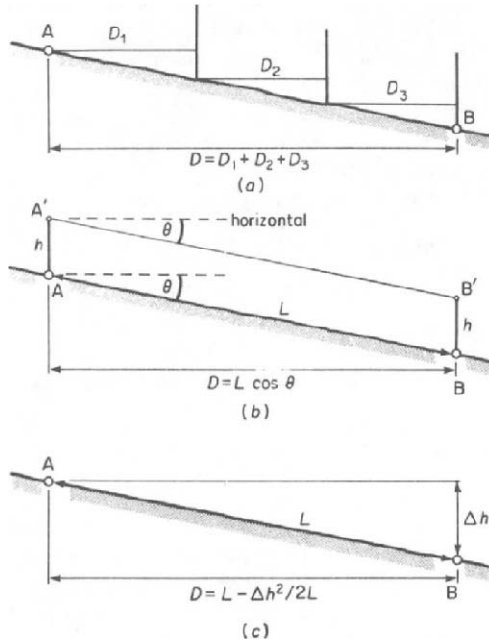 A
D₁
D₂
D₃
B
D = D₁ + D₂ + D₃
(a)
A′
horizontal
θ
h
θ
A
B′
L
h
D = L cos θ
B
(b)
A
L
Δh
D = L − Δh²/2L
B
(c)